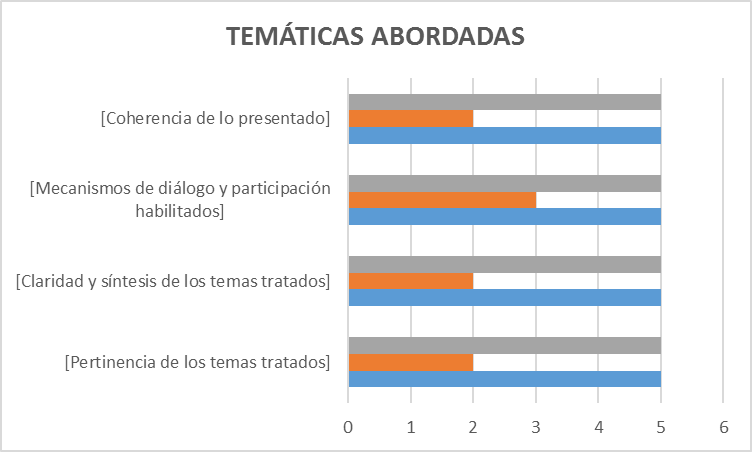 TEMÁTICAS ABORDADAS
[Coherencia de lo presentado]
[Mecanismos de diálogo y participación
habilitados]
[Claridad y síntesis de los temas tratados]
[Pertinencia de los temas tratados]
0 1 2 3 4 5 6